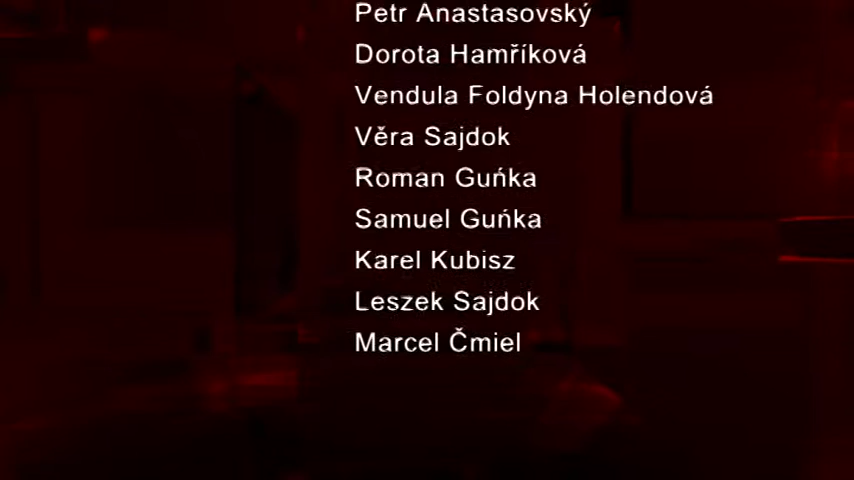 Petr Anastasovský
Dorota Hamříková
Vendula Foldyna Holendová
Věra Sajdok
Roman Guńka
Samuel Guńka
Karel Kubisz
Leszek Sajdok
Marcel Čmiel